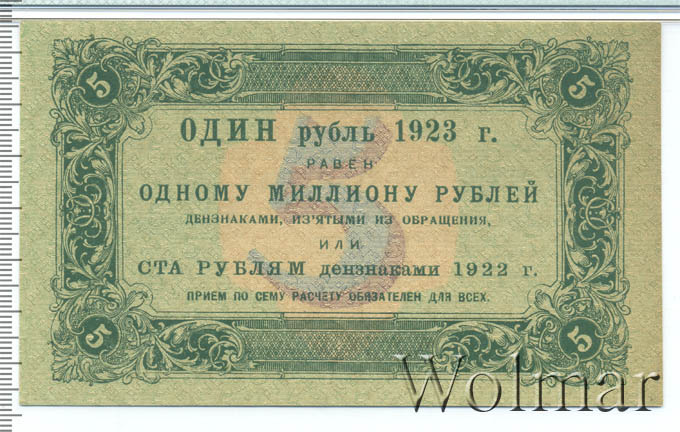 5 5
ОДИН рубль 1923 г.
РАВЕН
ОДНОМУ МИЛЛИОНУ РУБЛЕЙ
ДЕНЗНАКАМИ, ИЗ'ЯТЫМИ ИЗ ОБРАЩЕНИЯ,
ИЛИ
СТА РУБЛЯМ дензнаками 1922 г.
ПРИЕМ ПО СЕМУ РАСЧЕТУ ОБЯЗАТЕЛЕН ДЛЯ ВСЕХ.
5
5 5
Wolmar